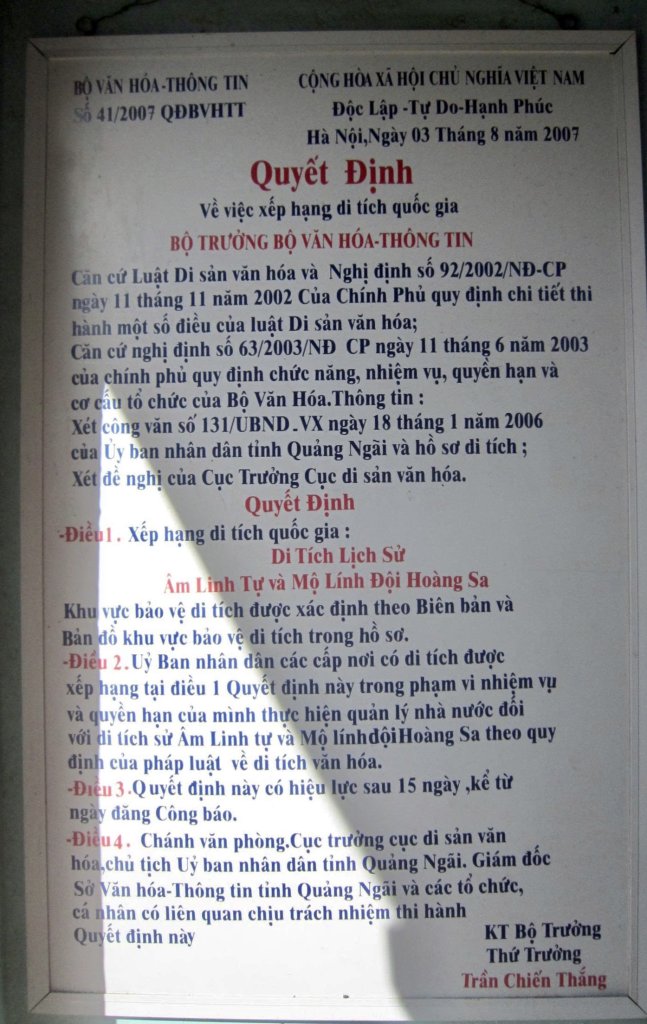 BỘ VĂN HÓA-THÔNG TIN
CỘNG HÒA XÃ HỘI CHỦ NGHĨA VIỆT NAM
Số 41/2007 QĐBVHTT
Độc Lập -Tự Do-Hạnh Phúc
Hà Nội,Ngày 03 Tháng 8 năm 2007
Quyết Định
Về việc xếp hạng di tích quốc gia
BỘ TRƯỞNG BỘ VĂN HÓA-THÔNG TIN
Căn cứ Luật Di sản văn hóa và Nghị định số 92/2002/NĐ-CP
ngày 11 tháng 11 năm 2002 Của Chính Phủ quy định chi tiết thi
hành một số điều của luật Di sản văn hóa;
Căn cứ nghị định số 63/2003/NĐ CP ngày 11 tháng 6 năm 2003
của chính phủ quy định chức năng, nhiệm vụ, quyền hạn và
cơ cấu tổ chức của Bộ Văn Hóa.Thông tin :
Xét công văn số 131/UBND-VX ngày 18 tháng 1 năm 2006
của Ủy ban nhân dân tỉnh Quảng Ngãi và hồ sơ di tích ;
Xét đề nghị của Cục Trưởng Cục di sản văn hóa.
Quyết Định
-Điều1. Xếp hạng di tích quốc gia :
Di Tích Lịch Sử
Âm Linh Tự và Mộ Lính Đội Hoàng Sa
Khu vực bảo vệ di tích được xác định theo Biên bản và
Bản đồ khu vực bảo vệ di tích trong hồ sơ.
-Điều 2.Uỷ Ban nhân dân các cấp nơi có di tích được
xếp hạng tại điều 1 Quyết định này trong phạm vi nhiệm vụ
và quyền hạn của mình thực hiện quản lý nhà nước đối
với di tích sử Âm Linh tự và Mộ línhđộiHoàng Sa theo quy
định của pháp luật về di tích văn hóa.
-Điều3.Quyết định này có hiệu lực sau 15 ngày ,kể từ
ngày đăng Công báo.
-Điều4. Chánh văn phòng.Cục trưởng cục di sản văn
hóa,chủ tịch Uỷ ban nhân dân tỉnh Quảng Ngãi. Giám đốc
Sở Văn hóa-Thông tin tỉnh Quảng Ngãi và các tổ chức,
cá nhân có liên quan chịu trách nhiệm thi hành
Quyết định này
KT Bộ Trưởng
Thứ Trưởng
Trần Chiến Thắng